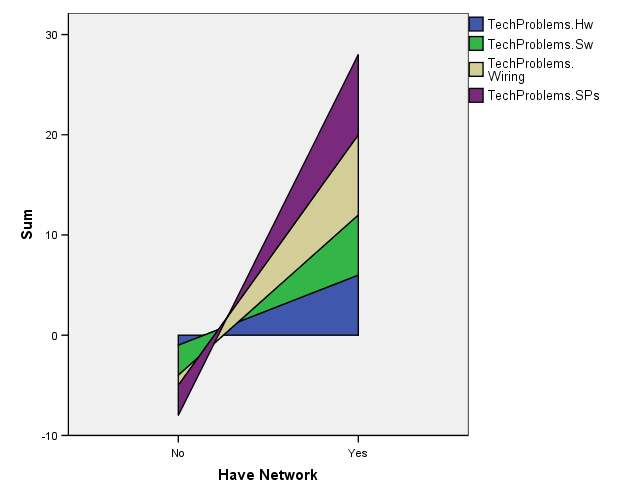 TechProblems.Hw
TechProblems.Sw
TechProblems.
Wiring
TechProblems.SPs
30
20
10
0
-10
Sum
No
Yes
Have Network